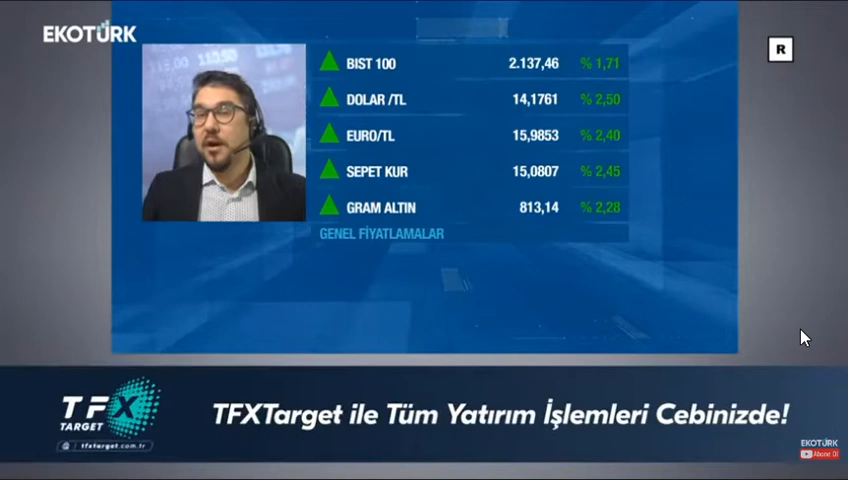 EKOTÜRK
R
BIST 100 2.137,46 % 1,71
DOLAR /TL 14,1761 % 2,50
EURO/TL 15,9853 % 2,40
SEPET KUR 15,0807 % 2,45
GRAM ALTIN 813,14 % 2,28
GENEL FİYATLAMALAR
TFX
TARGET
tfxtarget.com.tr
TFXTarget ile Tüm Yatırım İşlemleri Cebinizde!
EKOTÜRK
Abone Ol